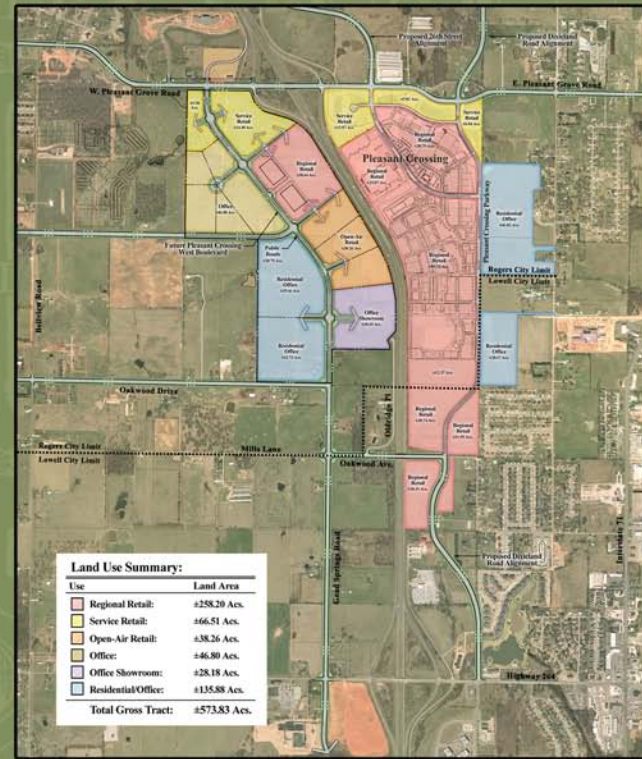 Proposed 26th Street
Alignment
Proposed Dixieland
Road Alignment
W. Pleasant Grove Road
E. Pleasant Grove Road
Service
Retail
Service
Retail
Service
Retail
Regional
Retail
Pleasant Crossing
Regional
Retail
Regional
Retail
Office
Open-Air
Retail
Future Pleasant Crossing
West Boulevard
Public
Roads
Regional
Retail
Pleasant Crossing Parkway
Residential
Office
Rogers City Limit
Lowell City Limit
Bellview Road
Residential
Office
Office
Showroom
Residential
Office
Residential
Office
Oakwood Drive
Oldridge Pl
Regional
Retail
Regional
Retail
Rogers City Limit
Lowell City Limit
Mills Lane
Oakwood Ave.
Regional
Retail
Goad Springs Road
Interstate 71
Proposed Dixieland
Road Alignment
Highway 264
Land Use Summary:
Use Land Area
Regional Retail: ±258.20 Acs.
Service Retail: ±66.51 Acs.
Open-Air Retail: ±38.26 Acs.
Office: ±46.80 Acs.
Office Showroom: ±28.18 Acs.
Residential/Office: ±135.88 Acs.
Total Gross Tract: ±573.83 Acs.